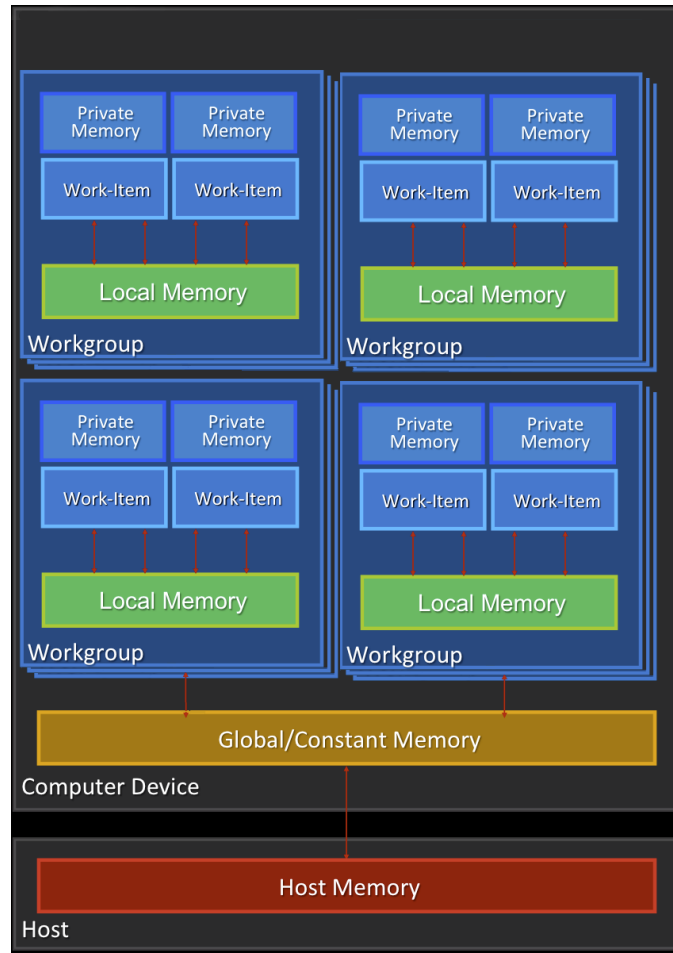 Private Memory
Private Memory
Work-Item
Work-Item
Local Memory
Workgroup
Private Memory
Private Memory
Work-Item
Work-Item
Local Memory
Workgroup
Private Memory
Private Memory
Work-Item
Work-Item
Local Memory
Workgroup
Private Memory
Private Memory
Work-Item
Work-Item
Local Memory
Workgroup
Global/Constant Memory
Computer Device
Host Memory
Host